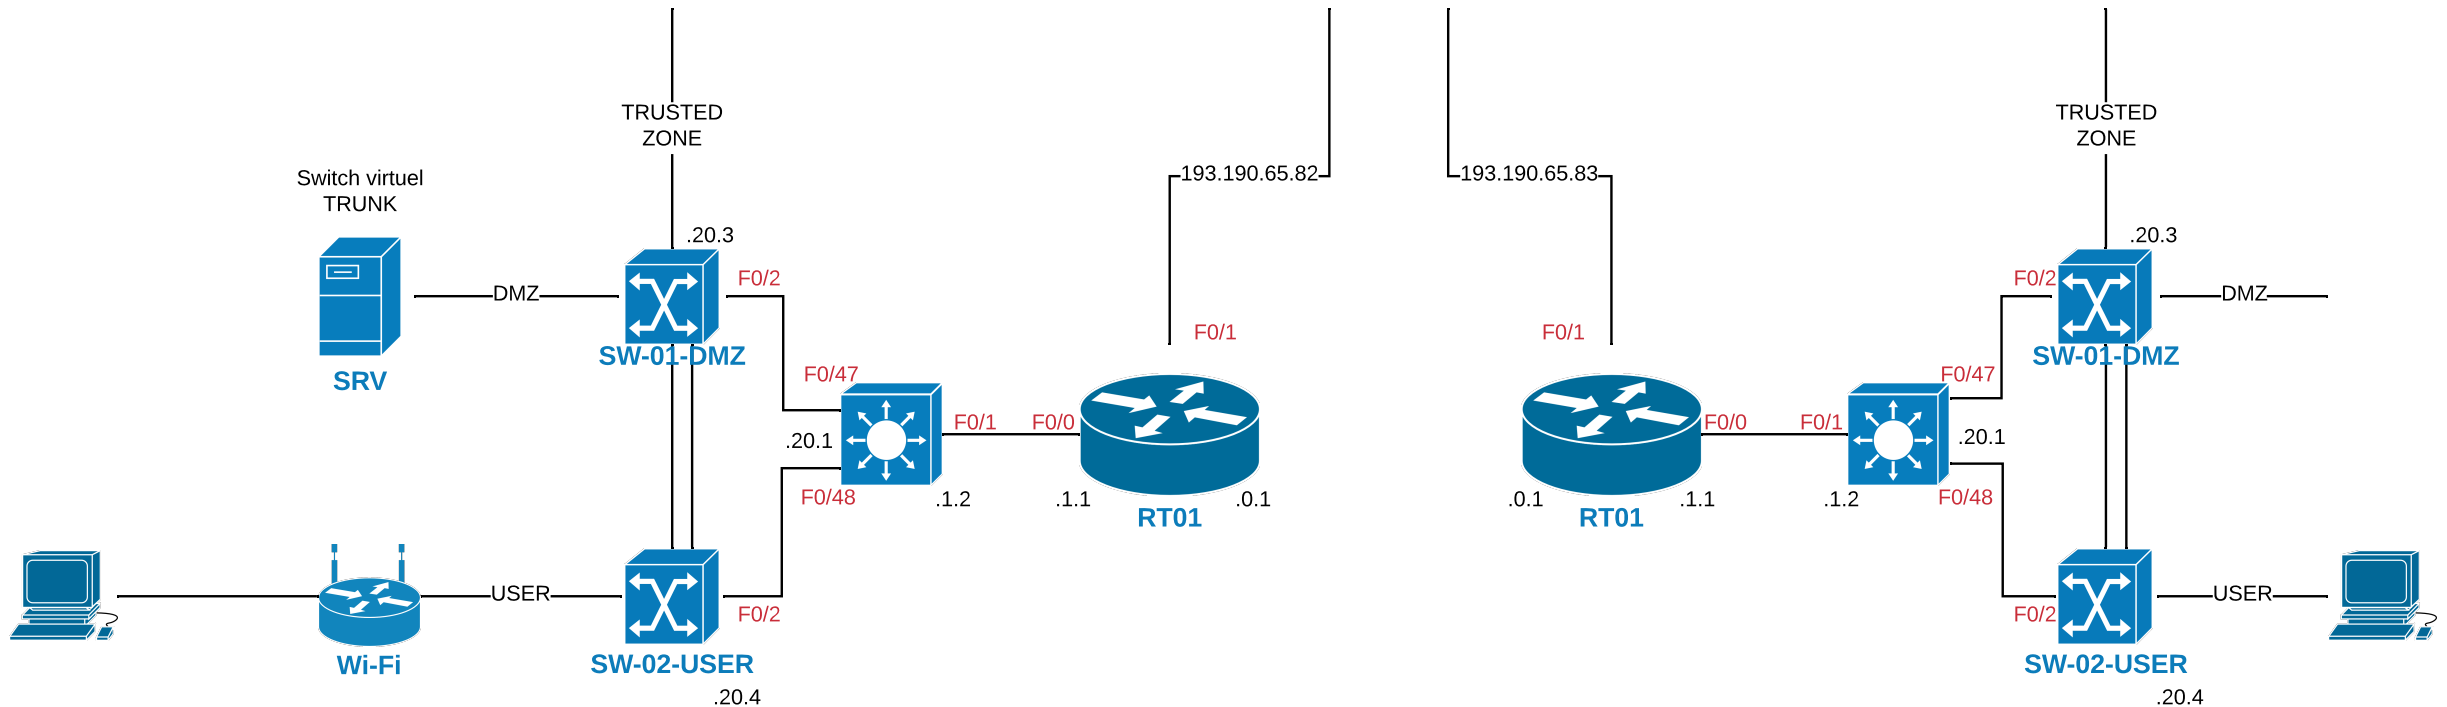 TRUSTED
ZONE
TRUSTED
ZONE
193.190.65.82
193.190.65.83
Switch virtuel
TRUNK
.20.3
.20.3
F0/2
F0/2
DMZ
DMZ
F0/1
F0/1
SW-01-DMZ
SW-01-DMZ
SRV
F0/47
F0/47
F0/1
F0/0
F0/0
F0/1
.20.1
.20.1
F0/48
.1.2
.1.1
.0.1
.0.1
.1.1
.1.2
F0/48
RT01
RT01
USER
USER
F0/2
F0/2
Wi-Fi
SW-02-USER
SW-02-USER
.20.4
.20.4